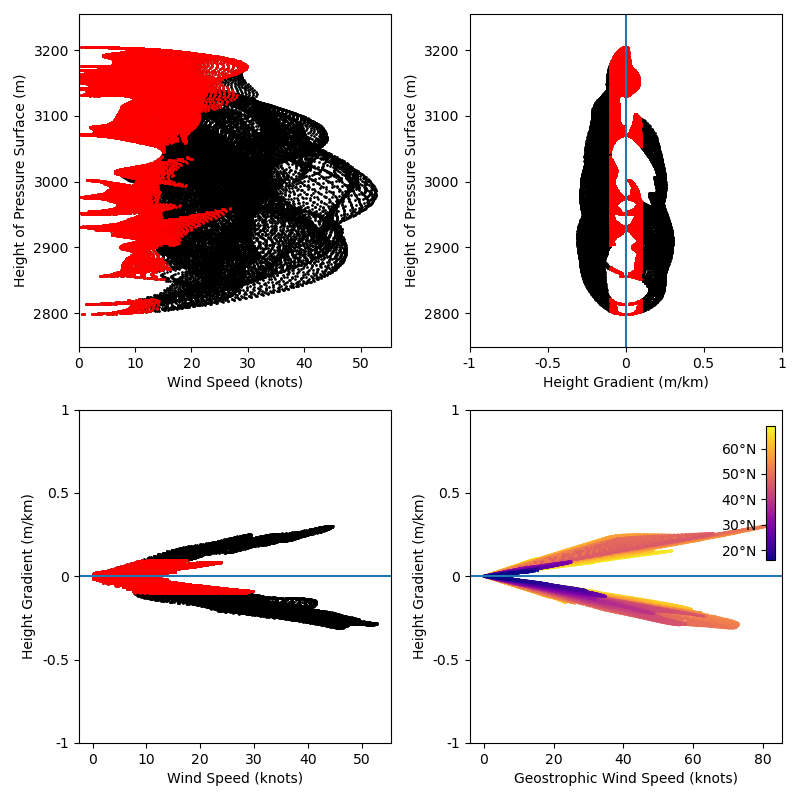 3200
3100
3000
2900
2800
Height of Pressure Surface (m)
0 10 20 30 40 50
Wind Speed (knots)
3200
3100
3000
2900
2800
Height of Pressure Surface (m)
-1 -0.5 0 0.5 1
Height Gradient (m/km)
1
0.5
0
-0.5
-1
Height Gradient (m/km)
0 10 20 30 40 50
Wind Speed (knots)
1
0.5
0
-0.5
-1
Height Gradient (m/km)
0 20 40 60 80
Geostrophic Wind Speed (knots)
60°N
50°N
40°N
30°N
20°N